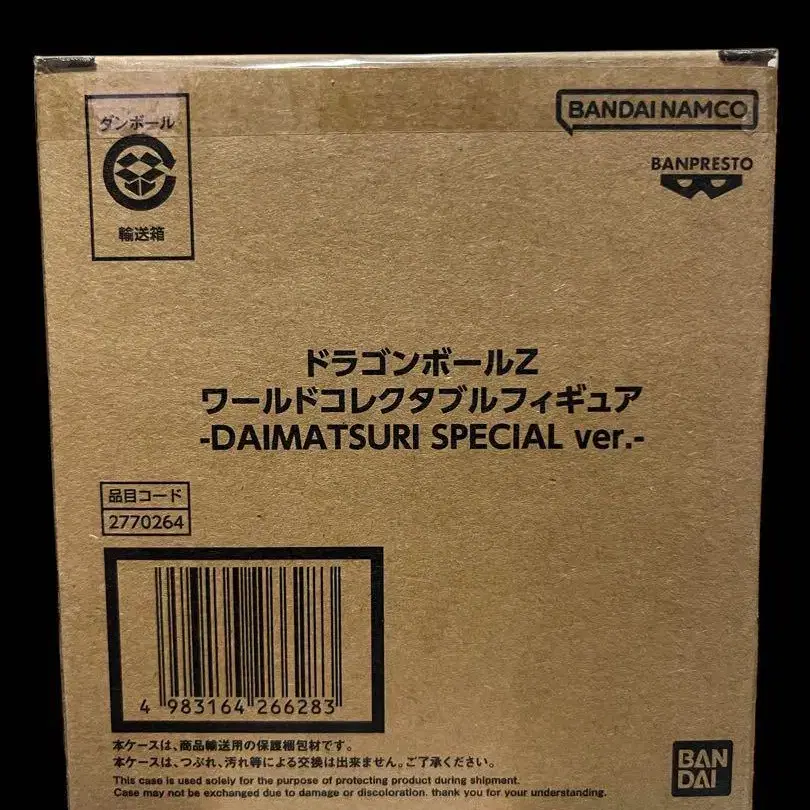 ダンボール
輸送箱
BANDAI NAMCO
BANPRESTO
ドラゴンボールZ
ワールドコレクタブルフィギュア
-DAIMATSURI SPECIAL ver.-
品目コード
2770264
4 983164 266283
本ケースは、商品輸送用の保護梱包材です。
本ケースは、つぶれ、汚れ等による交換は出来ません。ご了承ください。
This case is used solely for the purpose of protecting product during shipment.
Case may not be exchanged due to damage or discoloration. thank you for your understanding.
BAN
DAI